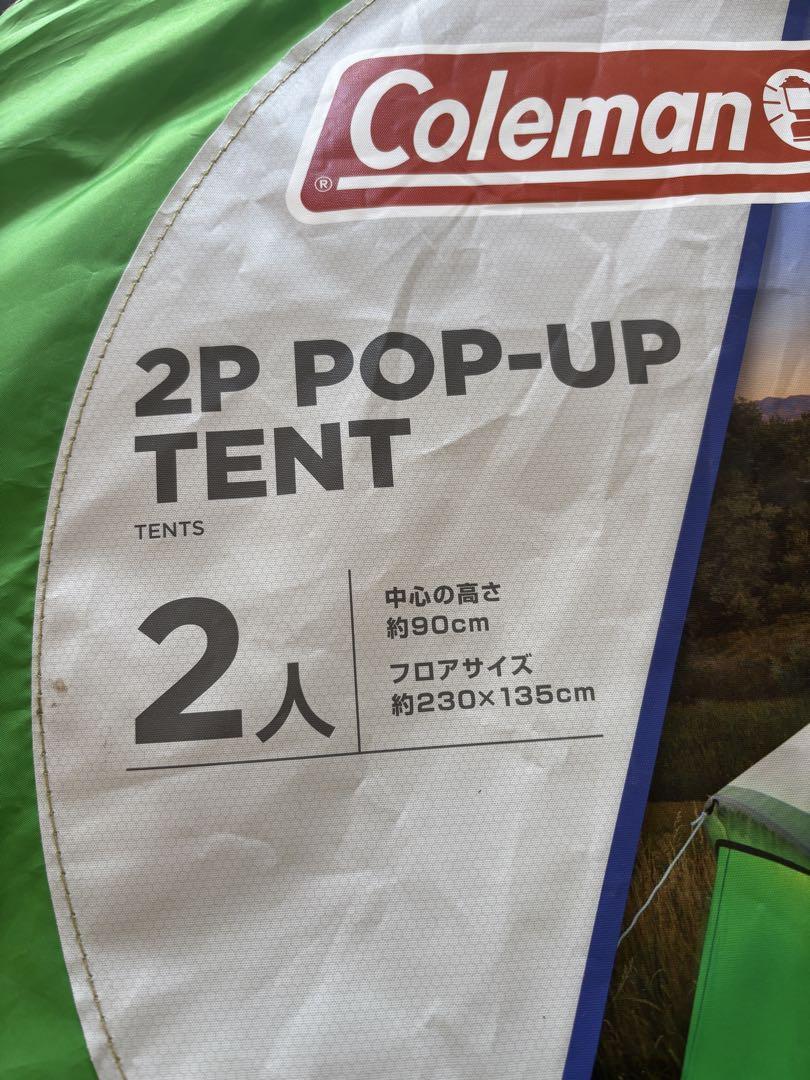 Coleman
®
2P POP-UP
TENT
TENTS
2人
中心の高さ
約90cm
フロアサイズ
約230×135cm